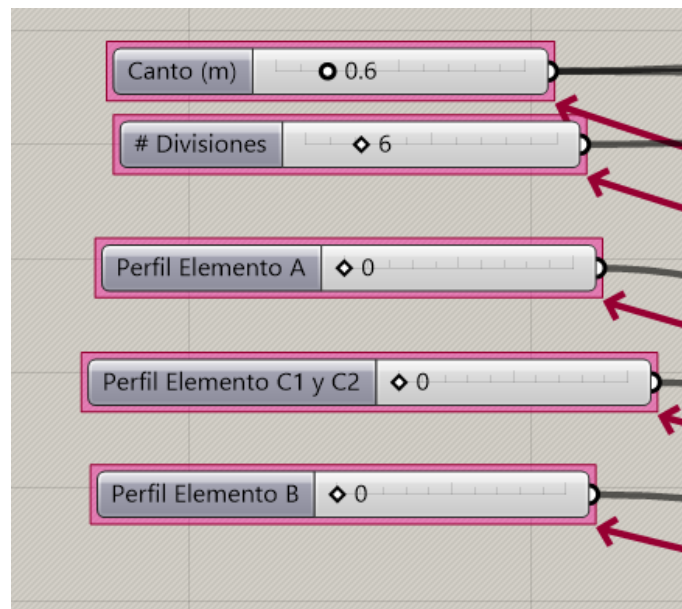 Canto (m) 0.6
# Divisiones 6
Perfil Elemento A 0
Perfil Elemento C1 y C2 0
Perfil Elemento B 0